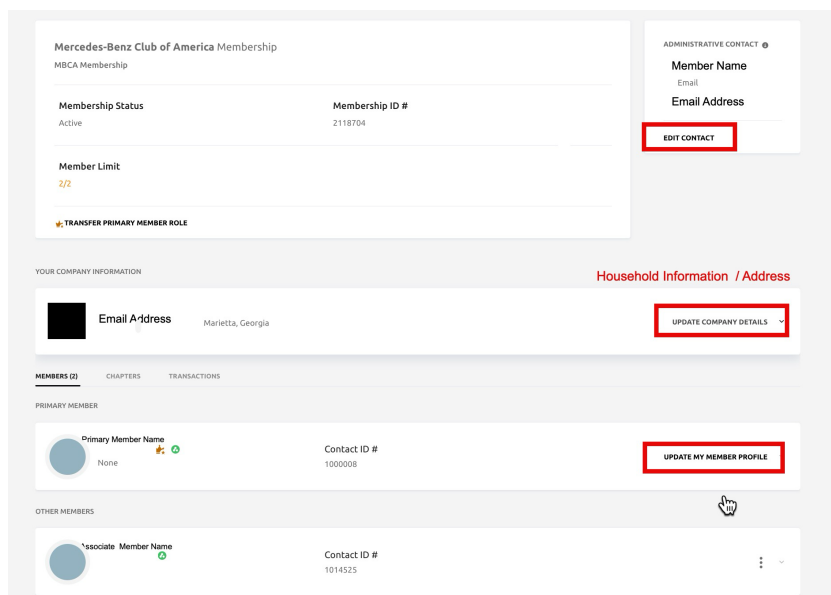 Mercedes-Benz Club of America Membership
MBCA Membership
Membership Status
Active
Membership ID #
2118704
Member Limit
2/2
TRANSFER PRIMARY MEMBER ROLE
ADMINISTRATIVE CONTACT
Member Name
Email
Email Address
EDIT CONTACT
YOUR COMPANY INFORMATION
Household Information / Address
Email Address
Marietta, Georgia
UPDATE COMPANY DETAILS
MEMBERS (2) CHAPTERS TRANSACTIONS
PRIMARY MEMBER
Primary Member Name
None
Contact ID #
1000008
UPDATE MY MEMBER PROFILE
OTHER MEMBERS
Associate Member Name
Contact ID #
1014525